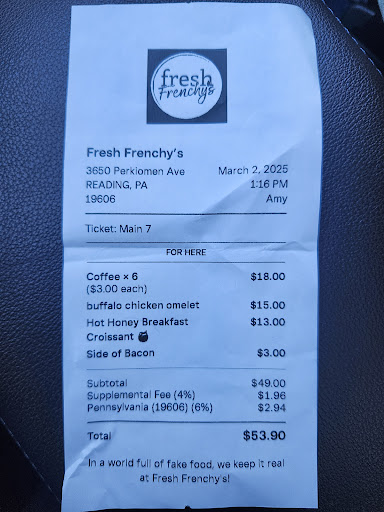 fresh
Frenchy's
Fresh Frenchy's
3650 Perkiomen Ave March 2, 2025
READING, PA 1:16 PM
19606 Amy
Ticket: Main 7
FOR HERE
Coffee × 6 $18.00
($3.00 each)
buffalo chicken omelet $15.00
Hot Honey Breakfast $13.00
Croissant 🍯
Side of Bacon $3.00
Subtotal $49.00
Supplemental Fee (4%) $1.96
Pennsylvania (19606) (6%) $2.94
Total $53.90
In a world full of fake food, we keep it real
at Fresh Frenchy's!